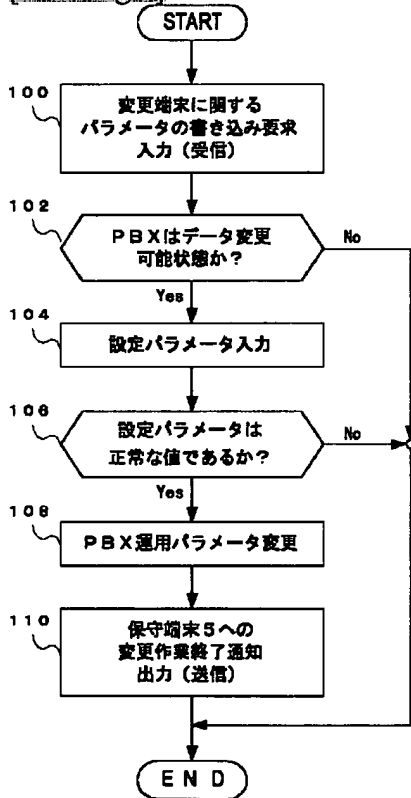 START
100
変更端末に関する
パラメータの書き込み要求
入力（受信）
102
PBXはデータ変更
可能状態か？
No
Yes
104
設定パラメータ入力
106
設定パラメータは
正常な値であるか？
No
Yes
108
PBX運用パラメータ変更
110
保守端末5への
変更作業終了通知
出力（送信）
END